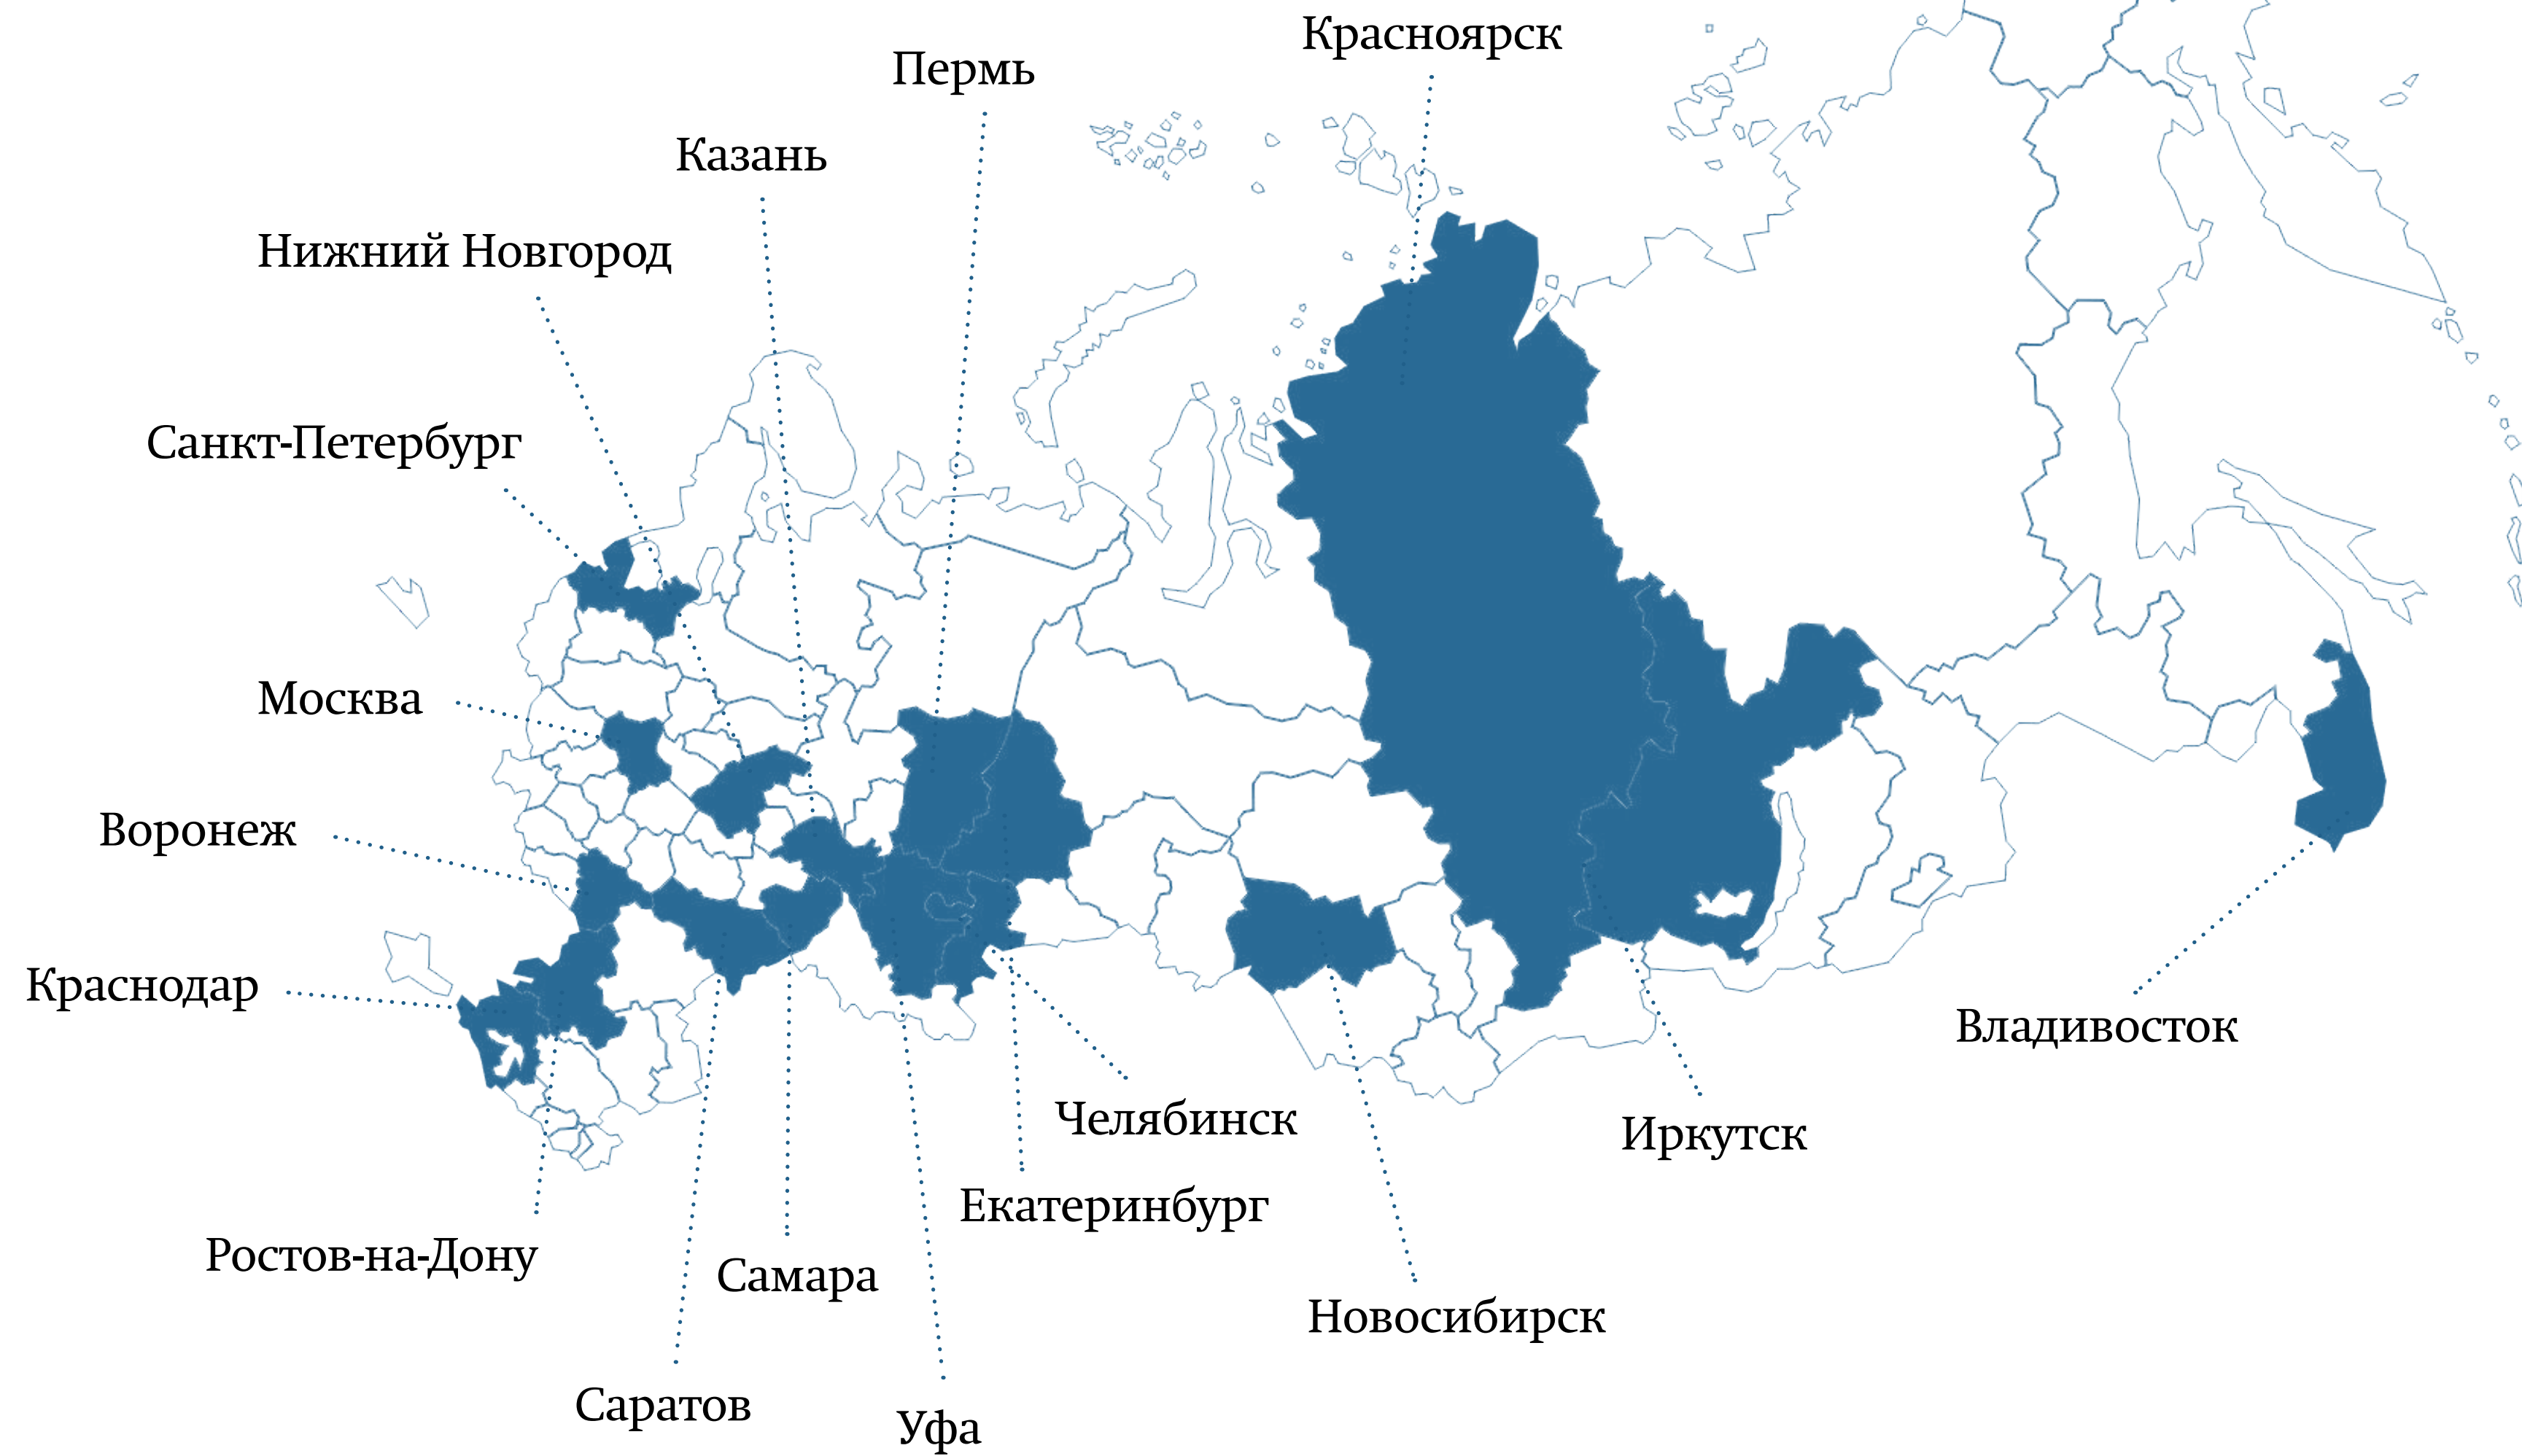 Красноярск
Пермь
Казань
Нижний Новгород
Санкт-Петербург
Москва
Воронеж
Краснодар
Владивосток
Челябинск
Иркутск
Екатеринбург
Ростов-на-Дону
Самара
Новосибирск
Саратов
Уфа